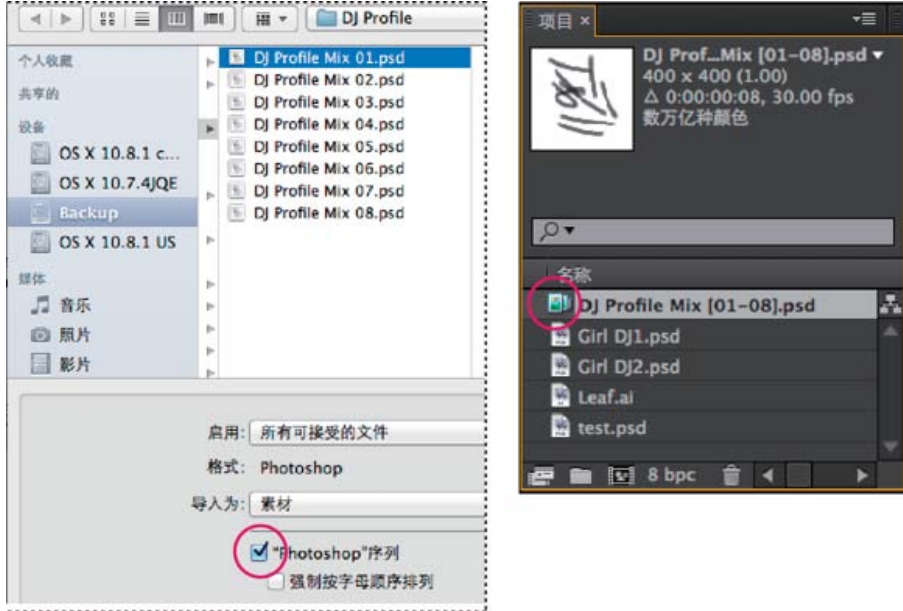 DJ Profile
个人收藏
共享的
设备
OS X 10.8.1 c...
OS X 10.7.4JQE
Backup
OS X 10.8.1 US
媒体
音乐
照片
影片
DJ Profile Mix 01.psd
DJ Profile Mix 02.psd
DJ Profile Mix 03.psd
DJ Profile Mix 04.psd
DJ Profile Mix 05.psd
DJ Profile Mix 06.psd
DJ Profile Mix 07.psd
DJ Profile Mix 08.psd
启用: 所有可接受的文件
格式: Photoshop
导入为: 素材
"Photoshop"序列
强制按字母顺序排列
项目 ×
DJ Prof...Mix [01-08].psd
400 x 400 (1.00)
Δ 0:00:00:08, 30.00 fps
数万亿种颜色
名称
DJ Profile Mix [01-08].psd
Girl DJ1.psd
Girl DJ2.psd
Leaf.ai
test.psd
8 bpc